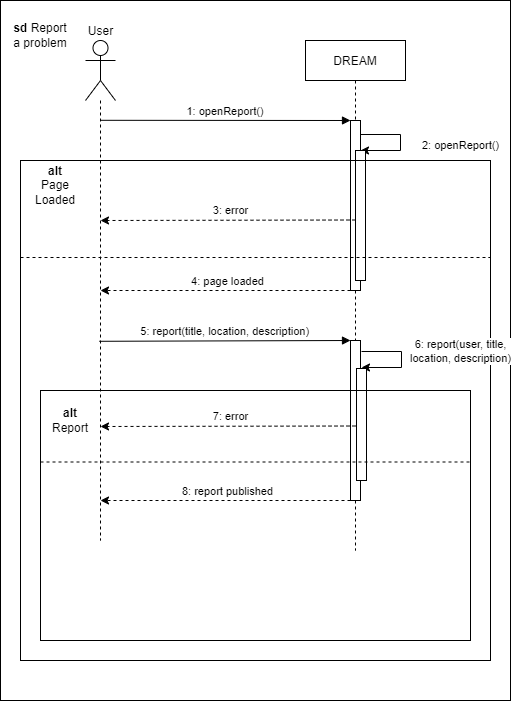 sd Report
a problem
User
DREAM
1: openReport()
2: openReport()
alt
Page
Loaded
3: error
4: page loaded
5: report(title, location, description)
6: report(user, title,
location, description)
alt
Report
7: error
8: report published